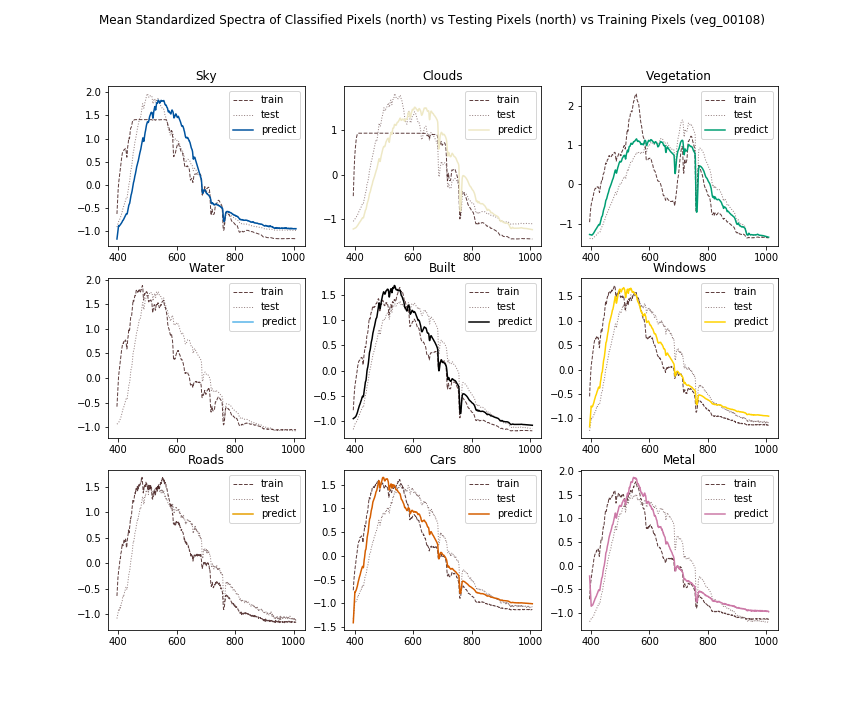 Mean Standardized Spectra of Classified Pixels (north) vs Testing Pixels (north) vs Training Pixels (veg_00108)
Sky
2.0
1.5
1.0
0.5
0.0
−0.5
−1.0
400 600 800 1000
train
test
predict
Clouds
1
0
−1
400 600 800 1000
train
test
predict
Vegetation
2
1
0
−1
400 600 800 1000
train
test
predict
Water
2.0
1.5
1.0
0.5
0.0
−0.5
−1.0
400 600 800 1000
train
test
predict
Built
1.5
1.0
0.5
0.0
−0.5
−1.0
400 600 800 1000
train
test
predict
Windows
1.5
1.0
0.5
0.0
−0.5
−1.0
400 600 800 1000
train
test
predict
Roads
1.5
1.0
0.5
0.0
−0.5
−1.0
400 600 800 1000
train
test
predict
Cars
1.5
1.0
0.5
0.0
−0.5
−1.0
−1.5
400 600 800 1000
train
test
predict
Metal
2.0
1.5
1.0
0.5
0.0
−0.5
−1.0
400 600 800 1000
train
test
predict